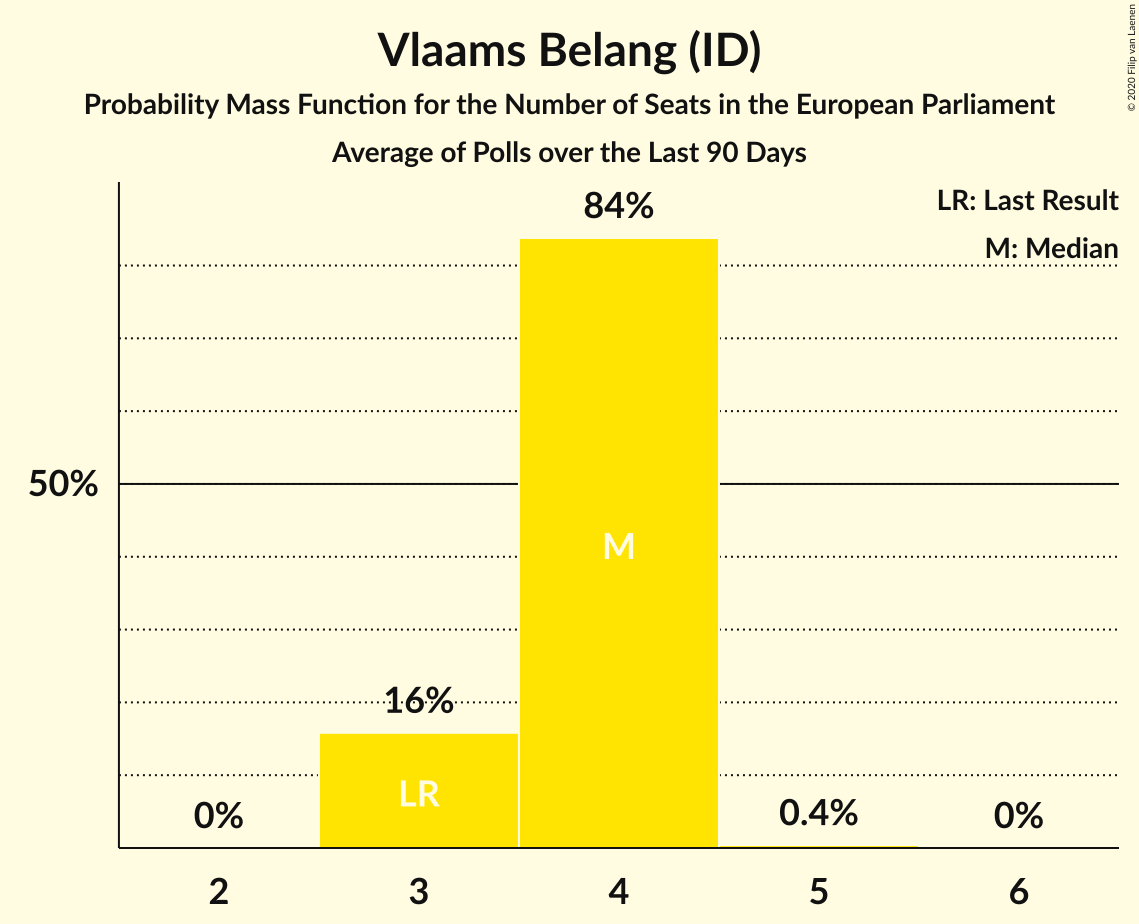 Vlaams Belang (ID)
Probability Mass Function for the Number of Seats in the European Parliament
Average of Polls over the Last 90 Days
© 2020 Filip van Laenen
LR: Last Result
M: Median
84%
50%
M
16%
LR
0%
0.4%
0%
2 3 4 5 6